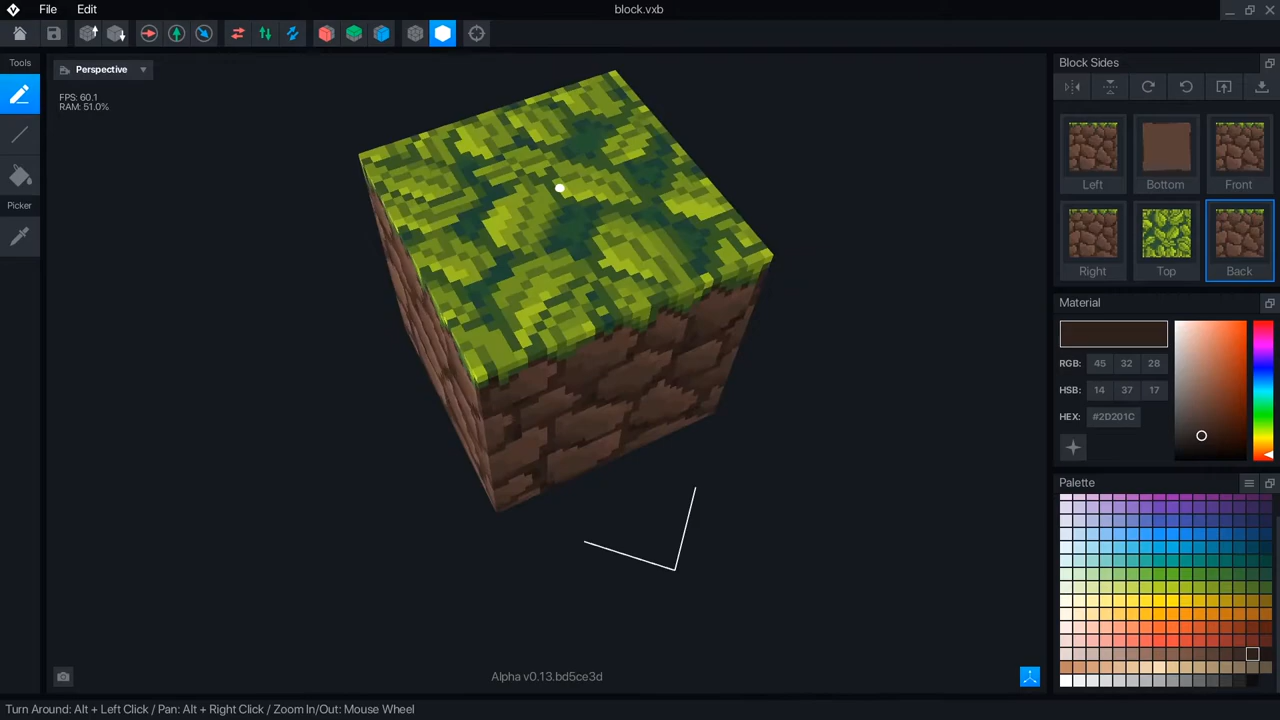 File Edit block.vxb
Tools
Perspective
FPS: 60.1
RAM: 51.0%
Picker
Block Sides
Left Bottom Front
Right Top Back
Material
RGB: 45 32 28
HSB: 14 37 17
HEX: #2D201C
Palette
Alpha v0.13.bd5ce3d
Turn Around: Alt + Left Click / Pan: Alt + Right Click / Zoom In/Out: Mouse Wheel